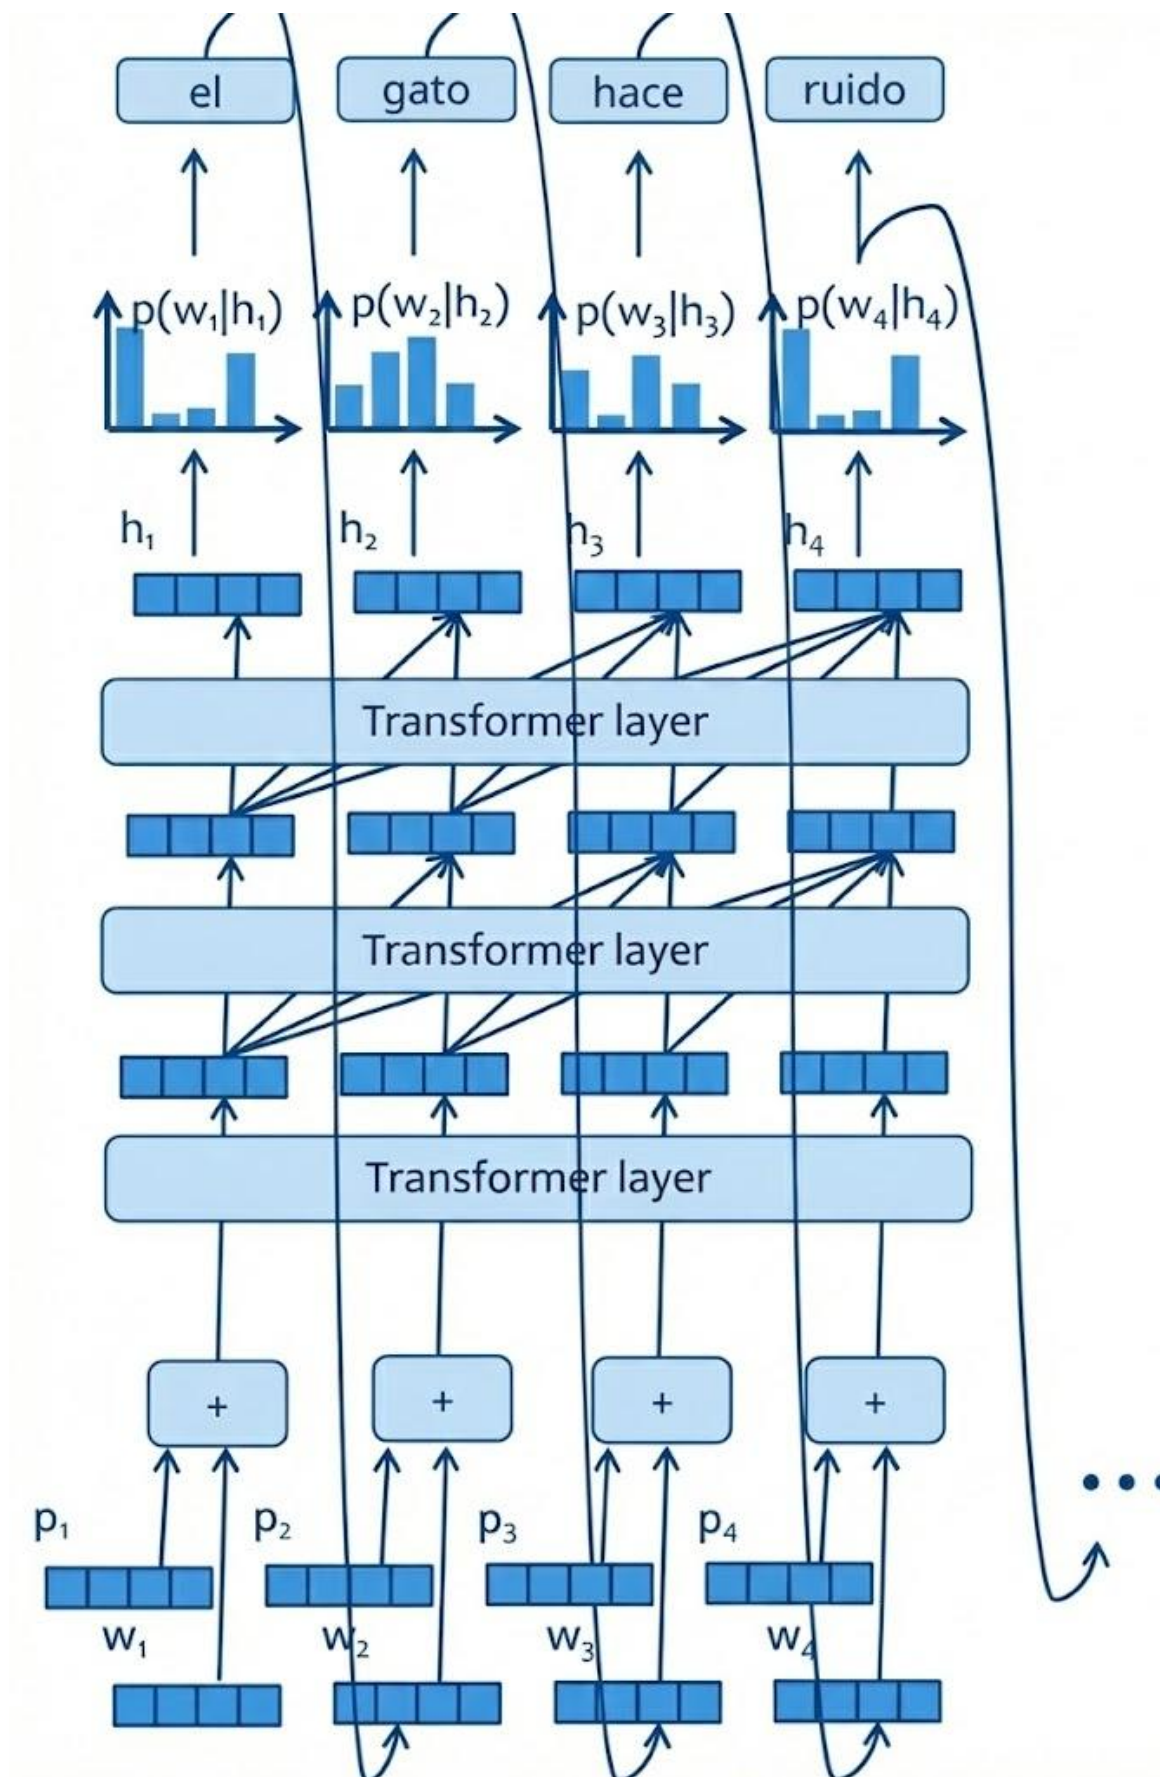 el gato hace ruido
p(w₁|h₁) p(w₂|h₂) p(w₃|h₃) p(w₄|h₄)
h₁ h₂ h₃ h₄
Transformer layer
Transformer layer
Transformer layer
+ + + +
p₁ p₂ p₃ p₄
w₁ w₂ w₃ w₄